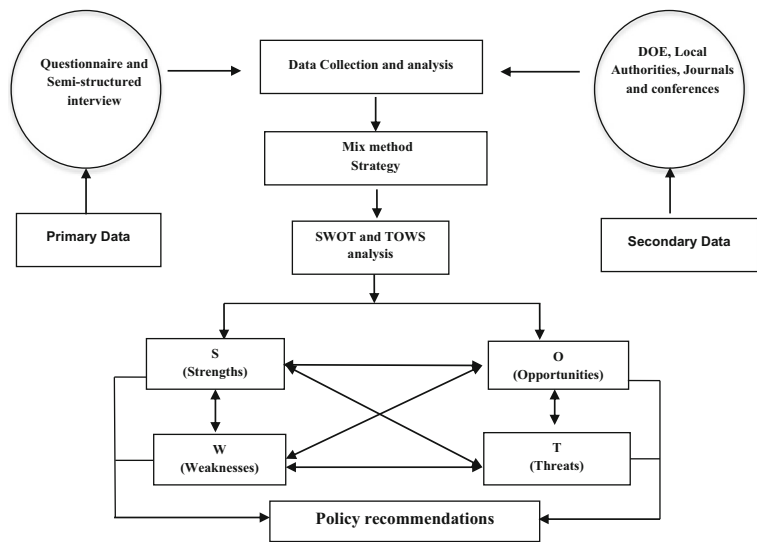 Questionnaire and
Semi-structured
interview
Data Collection and analysis
DOE, Local
Authorities, Journals
and conferences
Mix method
Strategy
Primary Data
SWOT and TOWS
analysis
Secondary Data
S
(Strengths)
O
(Opportunities)
W
(Weaknesses)
T
(Threats)
Policy recommendations